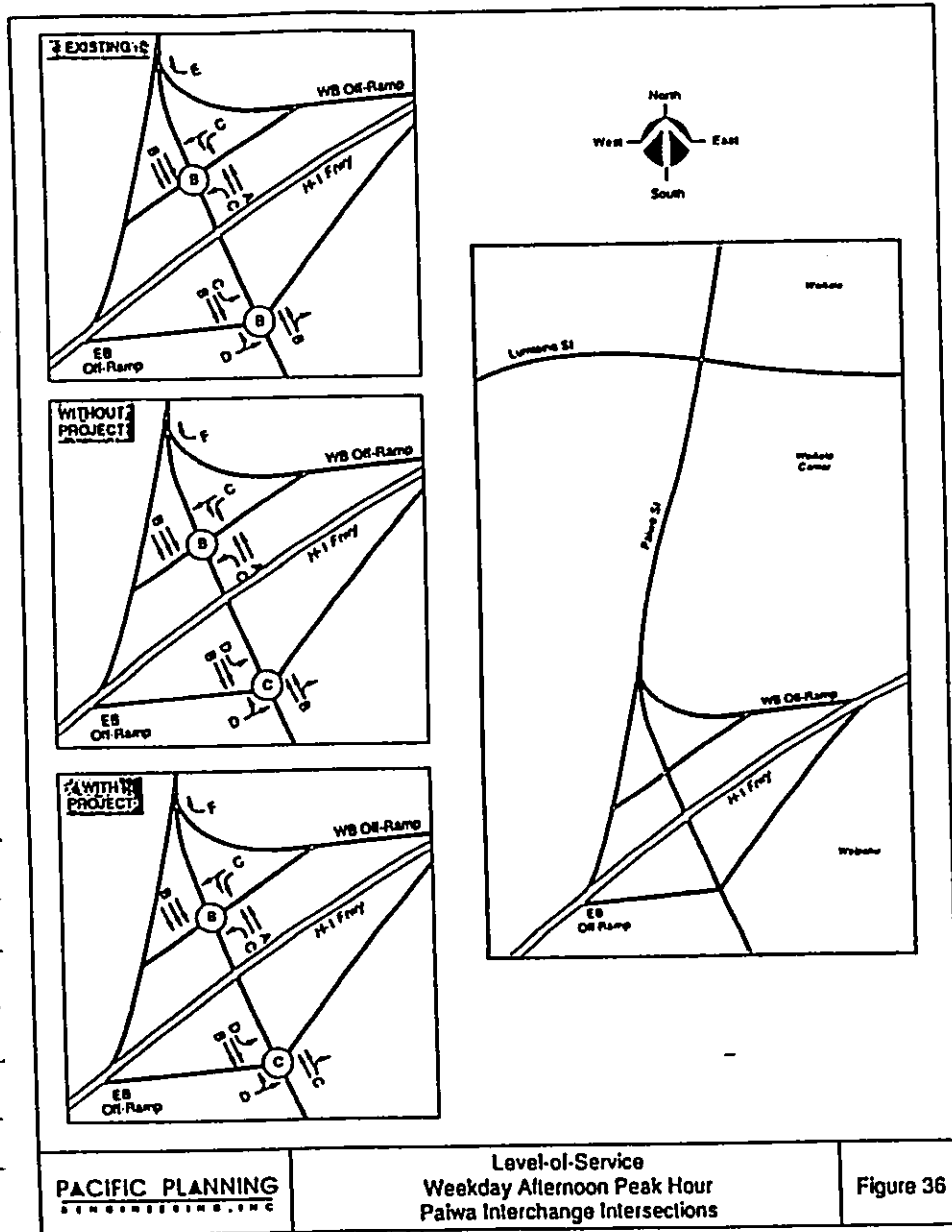 EXISTING
E
WB Off-Ramp
C
B
B
A
C
H-1 Frwy
C
B
B
B
D
EB
Off-Ramp
WITHOUT
PROJECT
F
WB Off-Ramp
C
B
B
A
C
H-1 Frwy
D
B
C
B
D
EB
Off-Ramp
WITH
PROJECT
F
WB Off-Ramp
C
B
B
A
C
H-1 Frwy
D
B
C
C
D
EB
Off-Ramp
North
West
East
South
Lumiaina St
Paiwa St
WB Off-Ramp
H-1 Frwy
EB
Off-Ramp
PACIFIC PLANNING
& ENGINEERING, INC
Level-of-Service
Weekday Afternoon Peak Hour
Paiwa Interchange Intersections
Figure 36